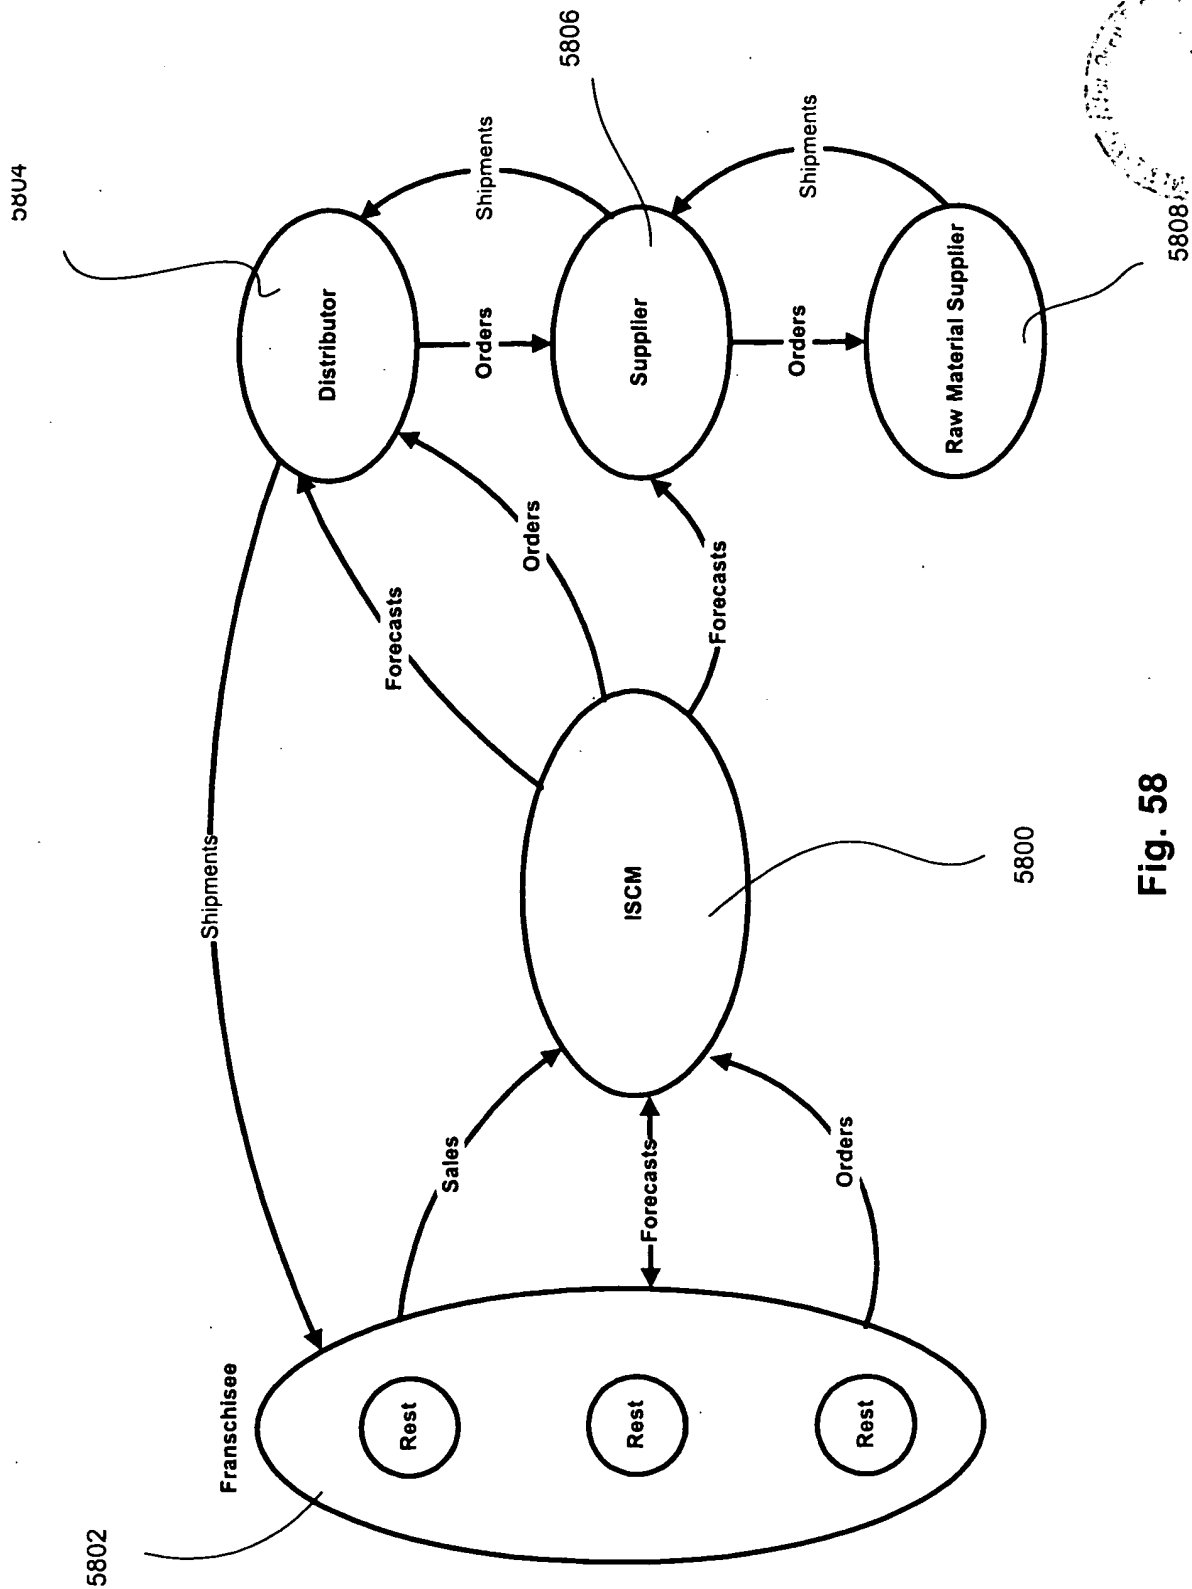 5802
Franschisee
Rest
Rest
Rest
Shipments
Sales
Forecasts
Orders
ISCM
5800
Forecasts
Orders
Forecasts
5804
Distributor
Orders
Shipments
5806
Supplier
Orders
Shipments
Raw Material Supplier
5808
Fig. 58